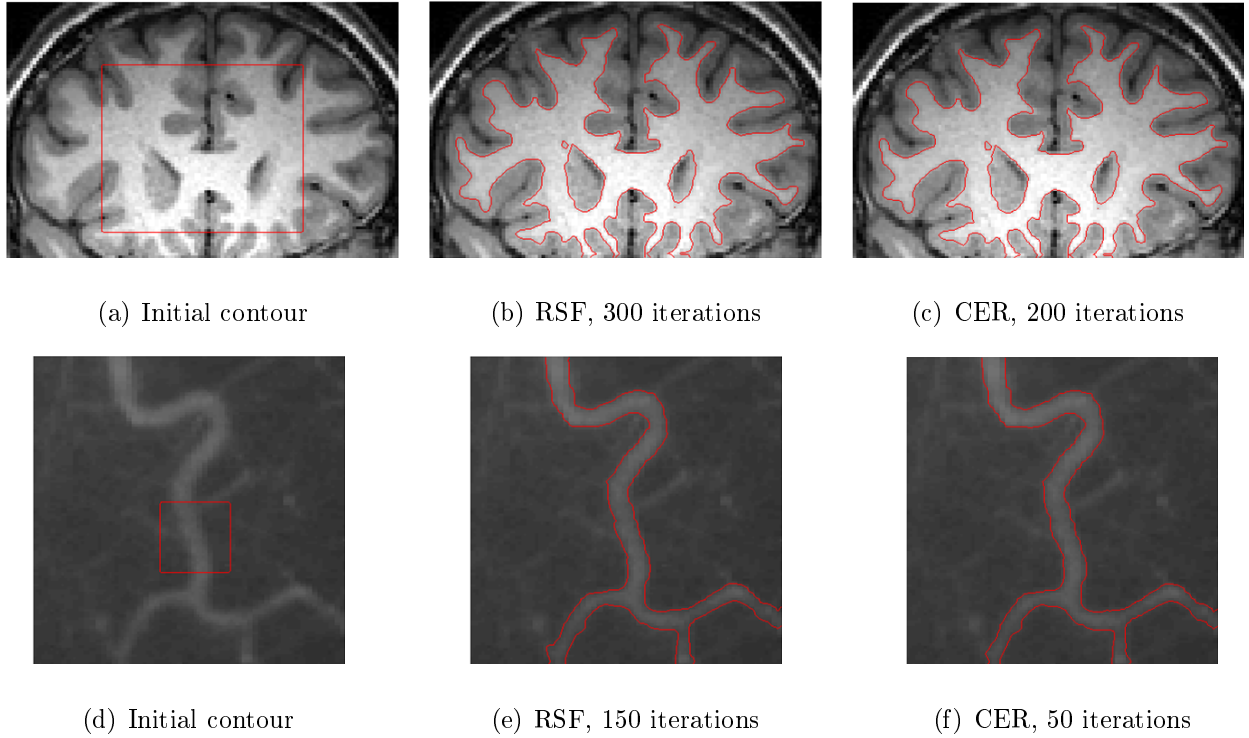 (a) Initial contour
(b) RSF, 300 iterations
(c) CER, 200 iterations
(d) Initial contour
(e) RSF, 150 iterations
(f) CER, 50 iterations